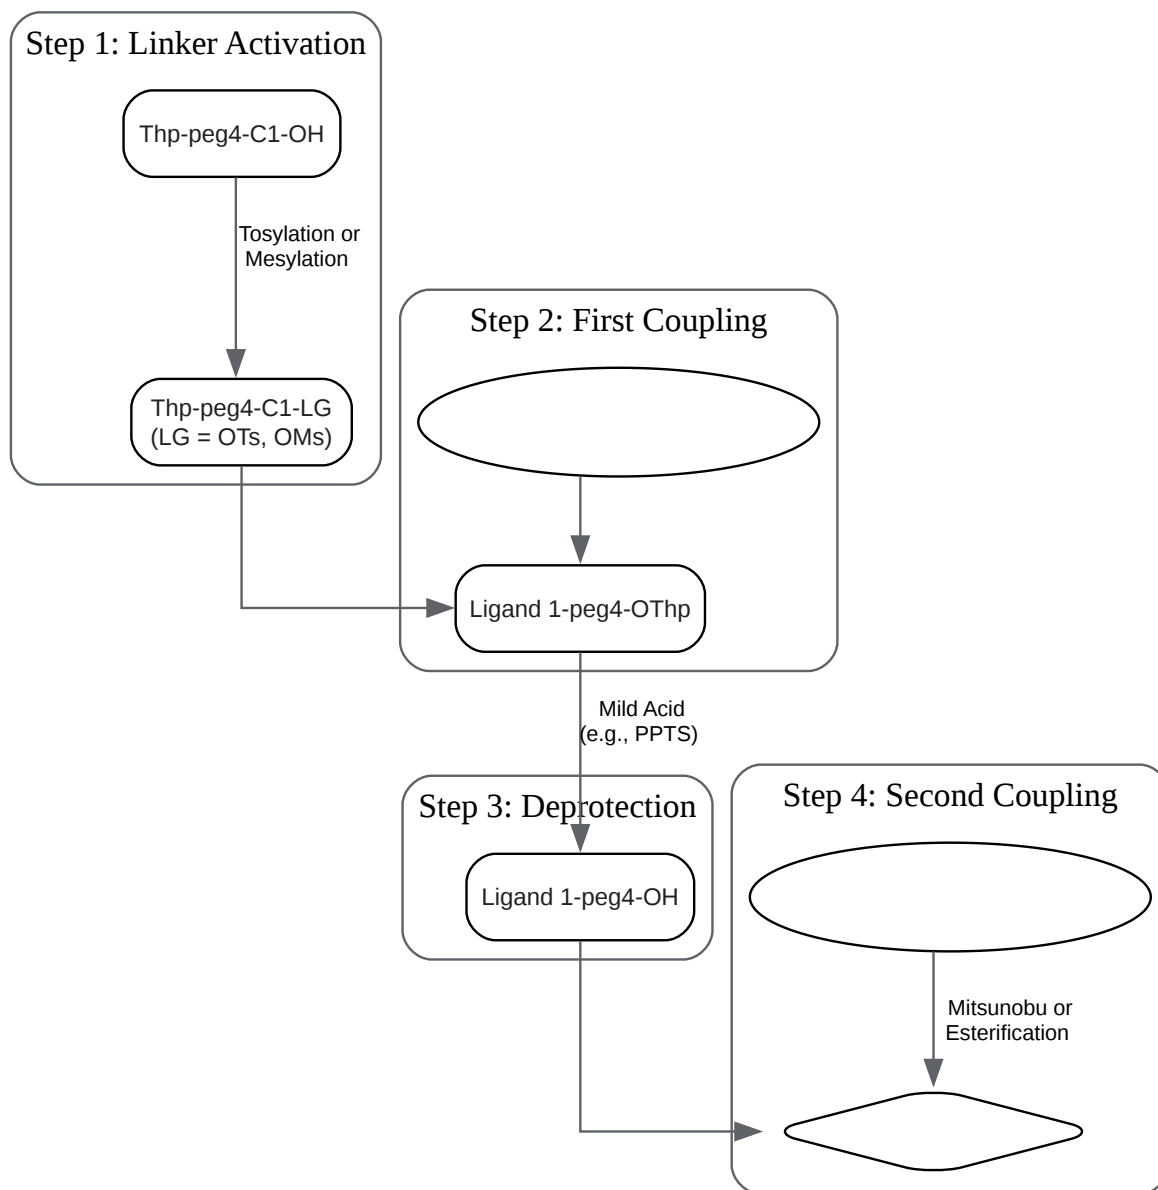 Step 1: Linker Activation
Thp-peg4-C1-OH
Tosylation or
Mesylation
Thp-peg4-C1-LG
(LG = OTs, OMs)
Step 2: First Coupling
Ligand 1-peg4-OThp
Mild Acid
(e.g., PPTS)
Step 3: Deprotection
Ligand 1-peg4-OH
Step 4: Second Coupling
Mitsunobu or
Esterification